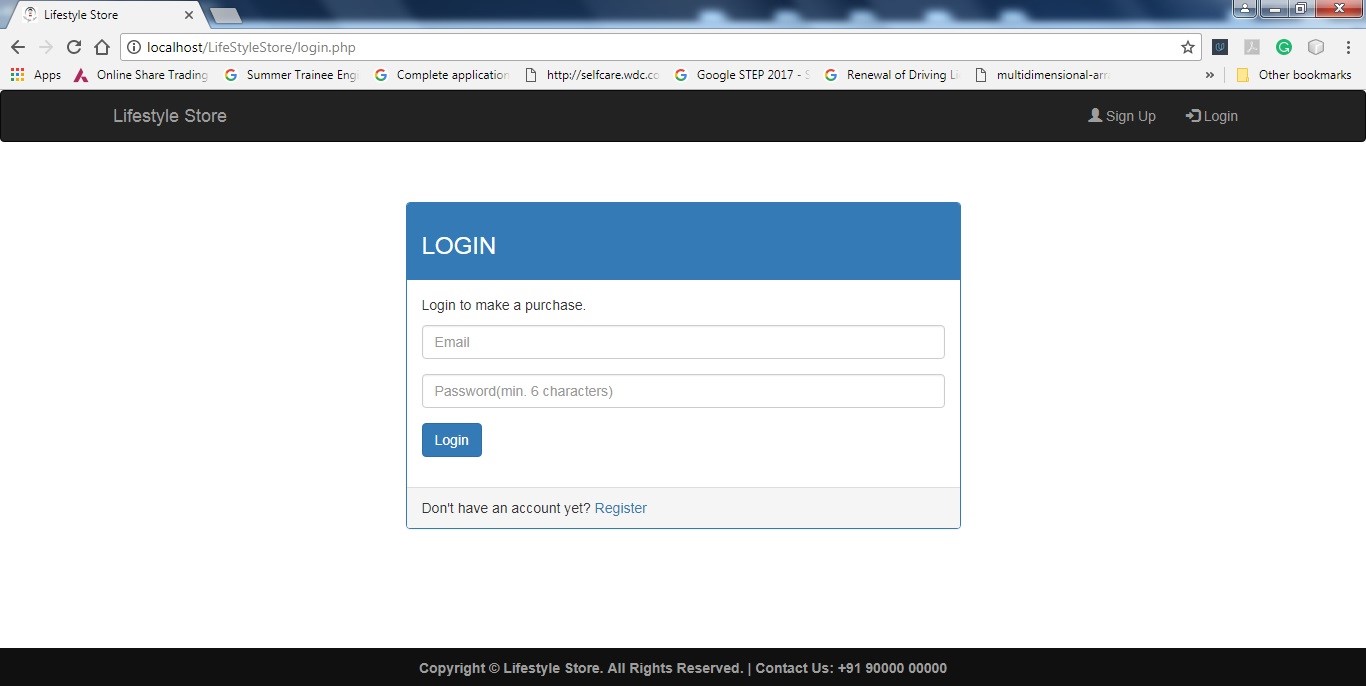 Lifestyle Store
localhost/LifeStyleStore/login.php
Apps Online Share Trading Summer Trainee Eng Complete application http://selfcare.wdc.co Google STEP 2017 - Renewal of Driving Li multidimensional-arr » Other bookmarks
Lifestyle Store Sign Up Login
LOGIN
Login to make a purchase.
Email
Password(min. 6 characters)
Login
Don't have an account yet? Register
Copyright © Lifestyle Store. All Rights Reserved. | Contact Us: +91 90000 00000